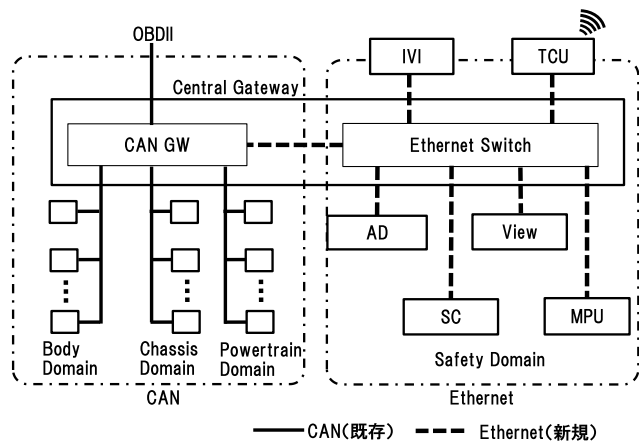 OBDII
IVI
TCU
Central Gateway
CAN GW
Ethernet Switch
AD
View
SC
MPU
Body
Domain
Chassis
Domain
Powertrain
Domain
Safety Domain
CAN
Ethernet
CAN(既存)
Ethernet(新規)